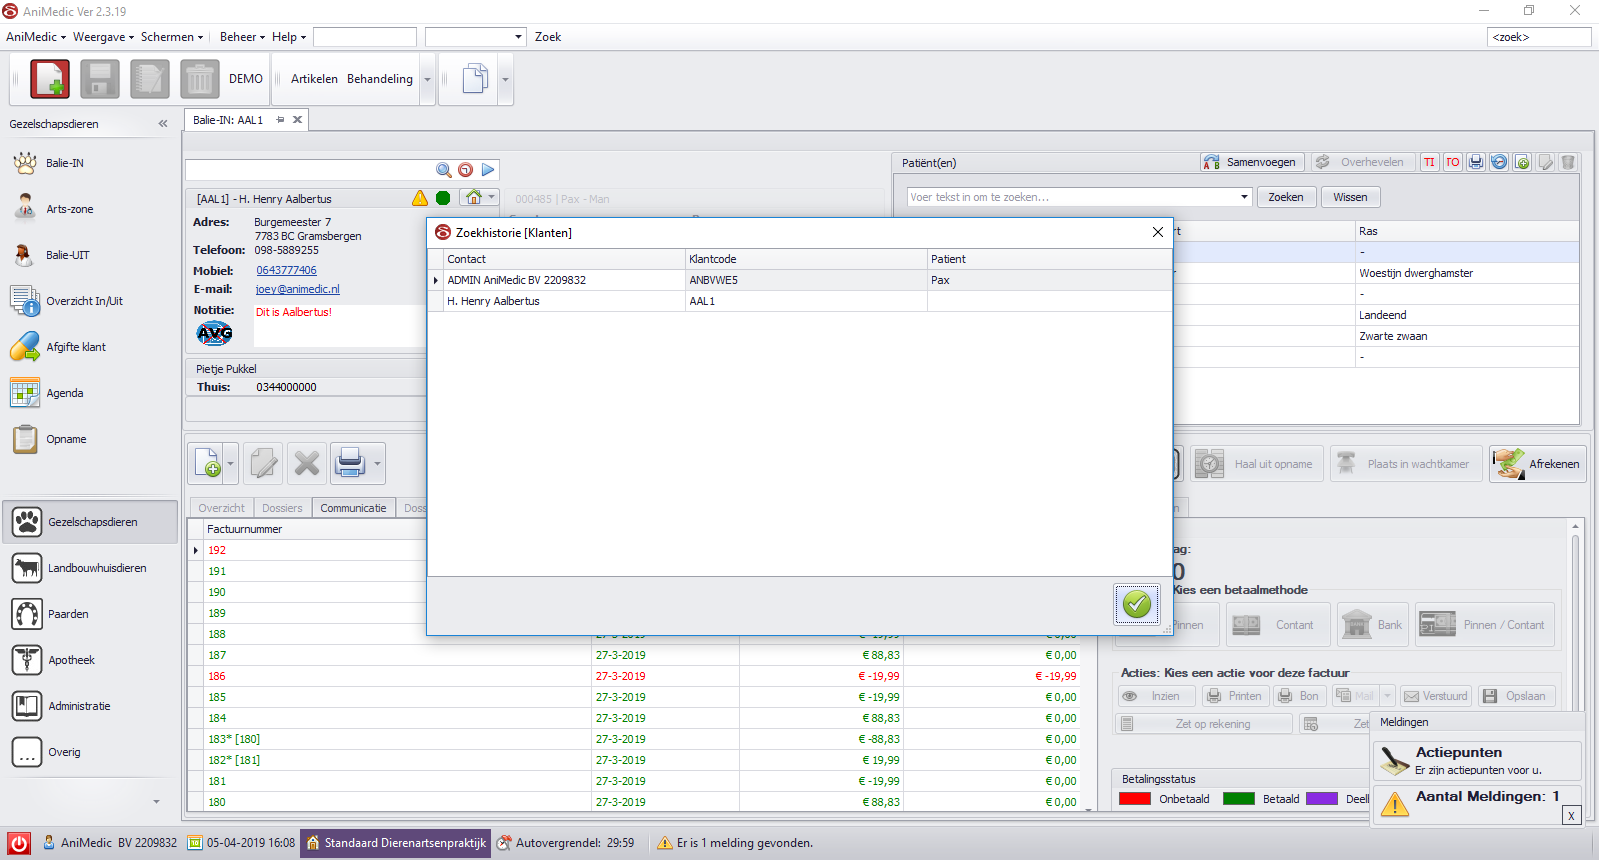 AniMedic Ver 2.3.19
AniMedic Weergave Schermen Beheer Help Zoek <zoek>
DEMO Artikelen Behandeling
Gezelschapsdieren
Balie-IN: AAL1
Balie-IN
Arts-zone
Balie-UIT
Overzicht In/Uit
Afgifte klant
Agenda
Opname
Gezelschapsdieren
Landbouwhuisdieren
Paarden
Apotheek
Administratie
Overig
[AAL1] - H. Henry Aalbertus
Adres: Burgemeester 7
7783 BC Gramsbergen
Telefoon: 098-5889255
Mobiel: 0643777406
E-mail: joey@animedic.nl
Notitie: Dit is Aalbertus!
AVG
Pietje Pukkel
Thuis: 0344000000
000485 | Pax - Man
Patiënt(en) Samenvoegen Overhevelen TI TO
Voer tekst in om te zoeken... Zoeken Wissen
rt Ras
-
r Woestijn dwerghamster
-
Landeend
Zwarte zwaan
-
Zoekhistorie [Klanten]
Contact Klantcode Patient
ADMIN AniMedic BV 2209832 ANBVWE5 Pax
H. Henry Aalbertus AAL1
Haal uit opname Plaats in wachtkamer Afrekenen
Overzicht Dossiers Communicatie Doss n
Factuurnummer
192
191
190
189
188 27-3-2019 € -19,99 € 0,00
187 27-3-2019 € 88,83 € 0,00
186 27-3-2019 € -19,99 € -19,99
185 27-3-2019 € -19,99 € 0,00
184 27-3-2019 € 88,83 € 0,00
183* [180] 27-3-2019 € -88,83 € 0,00
182* [181] 27-3-2019 € 19,99 € 0,00
181 27-3-2019 € -19,99 € 0,00
180 27-3-2019 € 88,83 € 0,00
ag:
0
Kies een betaalmethode
Pinnen Contant Bank Pinnen / Contant
Acties: Kies een actie voor deze factuur
Inzien Printen Bon Mail Verstuurd Opslaan
Zet op rekening Zet
Betalingsstatus
Onbetaald Betaald Deell
Meldingen
Actiepunten
Er zijn actiepunten voor u.
Aantal Meldingen: 1
X
AniMedic BV 2209832 05-04-2019 16:08 Standaard Dierenartsenpraktijk Autovergrendel: 29:59 Er is 1 melding gevonden.